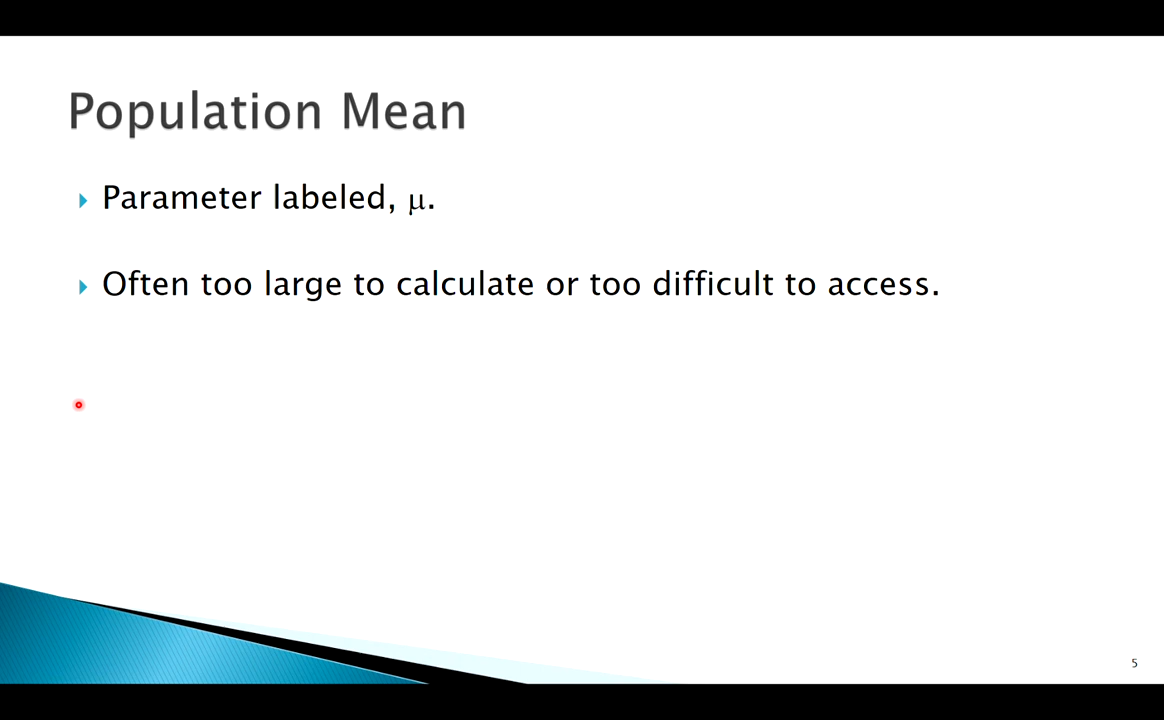 Population Mean
Parameter labeled, μ.
Often too large to calculate or too difficult to access.
5